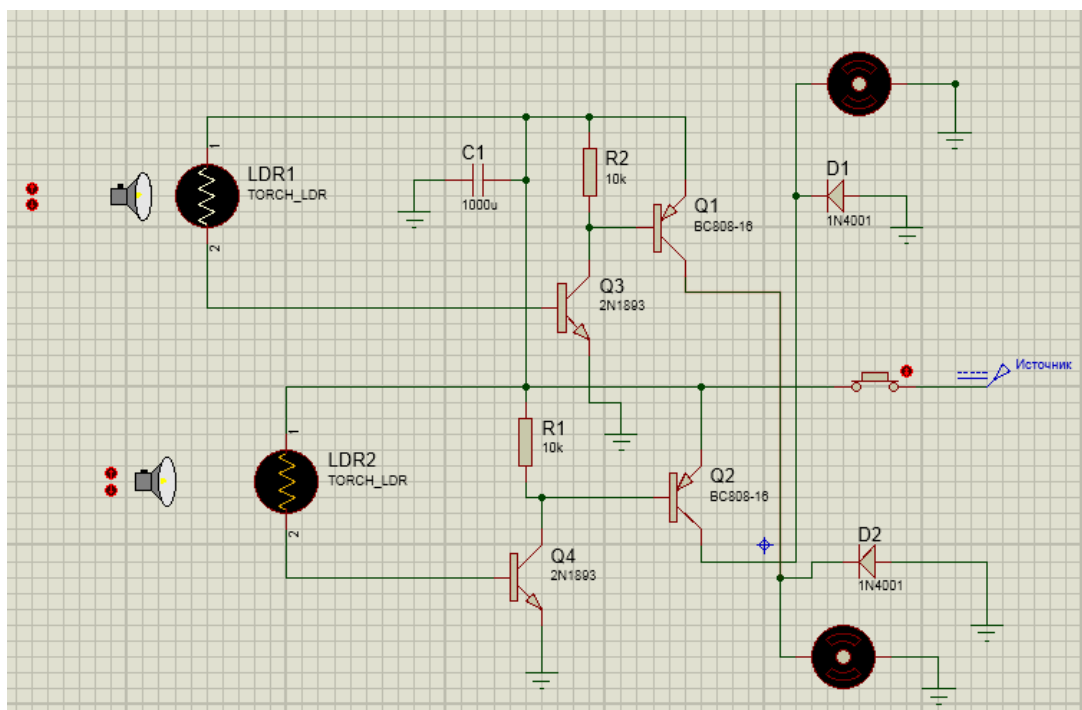 D1
1N4001
C1
1000u
R2
10k
LDR1
TORCH_LDR
1
2
Q1
BC808-16
Q3
2N1893
Источник
R1
10k
LDR2
TORCH_LDR
1
2
Q2
BC808-16
Q4
2N1893
D2
1N4001